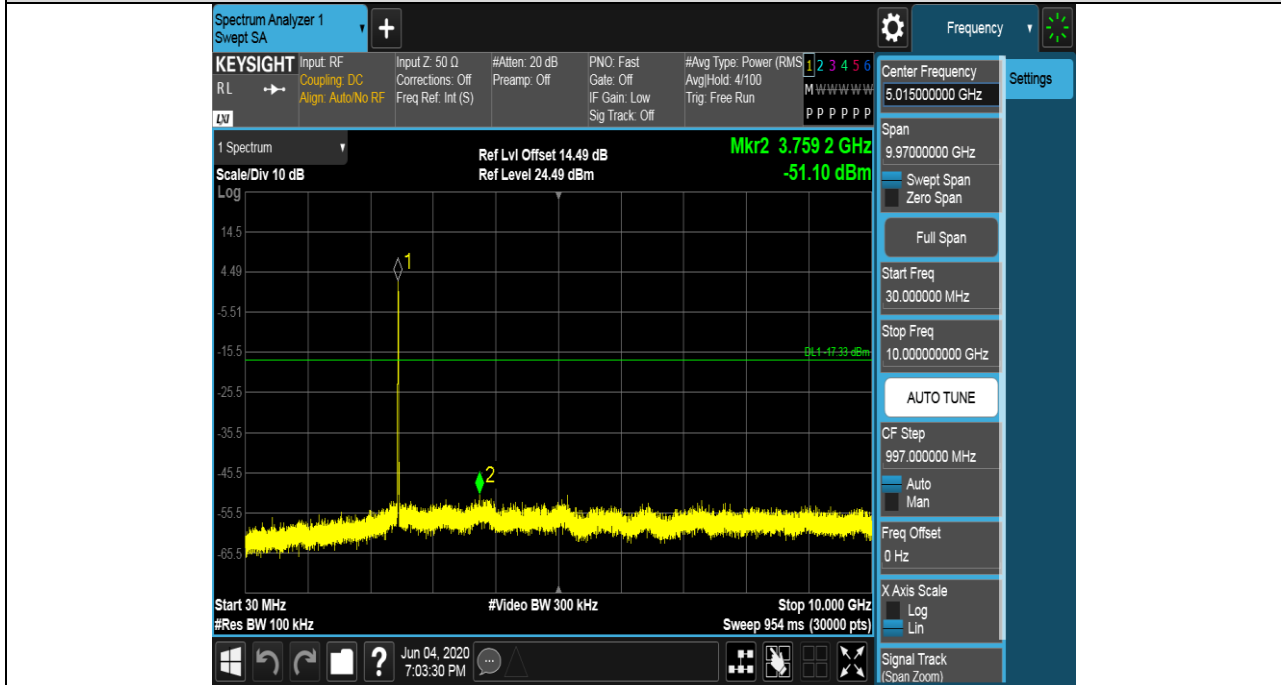 Spectrum Analyzer 1
Swept SA
Frequency
KEYSIGHT
RL
LXI
Input: RF
Coupling: DC
Align: Auto/No RF
Input Z: 50 Ω
Corrections: Off
Freq Ref: Int (S)
#Atten: 20 dB
Preamp: Off
PNO: Fast
Gate: Off
IF Gain: Low
Sig Track: Off
#Avg Type: Power (RMS
Avg|Hold: 4/100
Trig: Free Run
1 2 3 4 5 6
M W W W W W
P P P P P P
1 Spectrum
Scale/Div 10 dB
Log
Ref Lvl Offset 14.49 dB
Ref Level 24.49 dBm
Mkr2 3.759 2 GHz
-51.10 dBm
14.5
4.49
-5.51
-15.5
-25.5
-35.5
-45.5
-55.5
-65.5
1
2
DL1 -17.33 dBm
Start 30 MHz
#Res BW 100 kHz
#Video BW 300 kHz
Stop 10.000 GHz
Sweep 954 ms (30000 pts)
Jun 04, 2020
7:03:30 PM
Center Frequency
5.015000000 GHz
Span
9.97000000 GHz
Swept Span
Zero Span
Full Span
Start Freq
30.000000 MHz
Stop Freq
10.000000000 GHz
AUTO TUNE
CF Step
997.000000 MHz
Auto
Man
Freq Offset
0 Hz
X Axis Scale
Log
Lin
Signal Track
(Span Zoom)
Settings